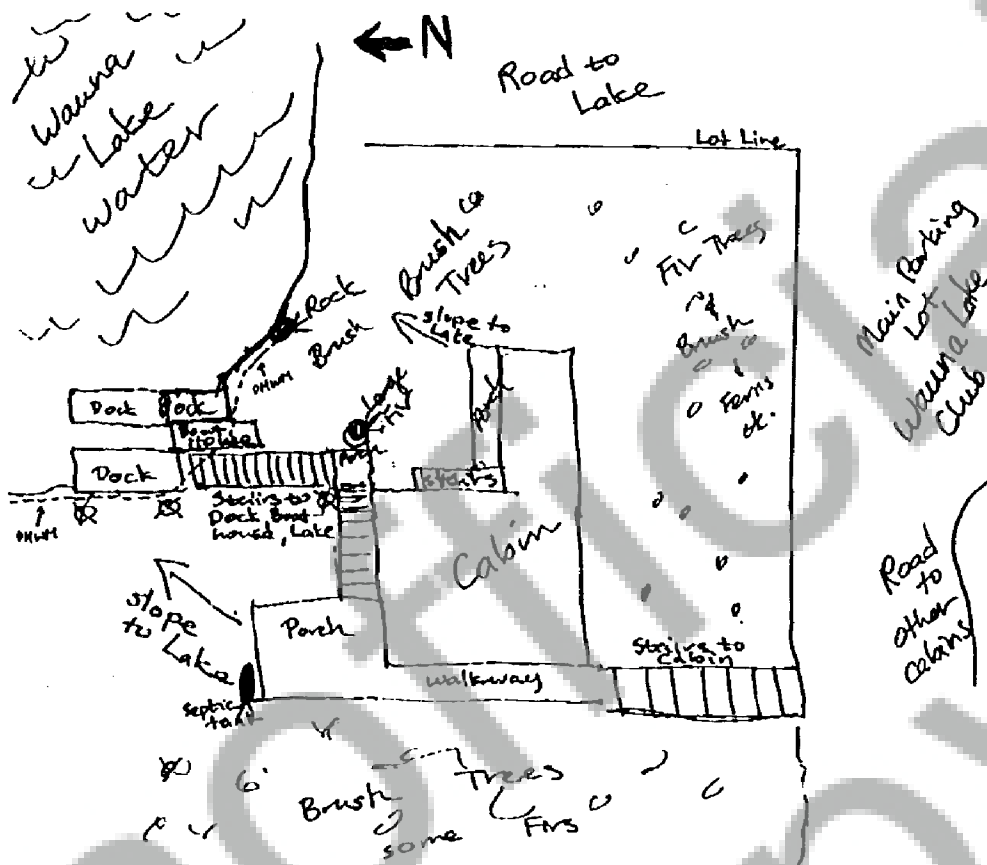 N
Wauna
Lake
Water
Road to
Lake
Lot Line
Brush
Trees
Fir Trees
&
Brush
&
Ferns
etc.
Main Parking
Lot
Wauna Lake
Club
Rock
Brush
slope to
Lake
OHWM
Large
Fir
Porch
Dock
Dock
Boat
House
Dock
Stairs
Stairs to
Dock, Boat
house, Lake
OHWM
Cabin
Road
to
other
cabins
slope
to Lake
Porch
Stairs to
Cabin
walkway
septic
tank
Brush
Trees
some
Firs